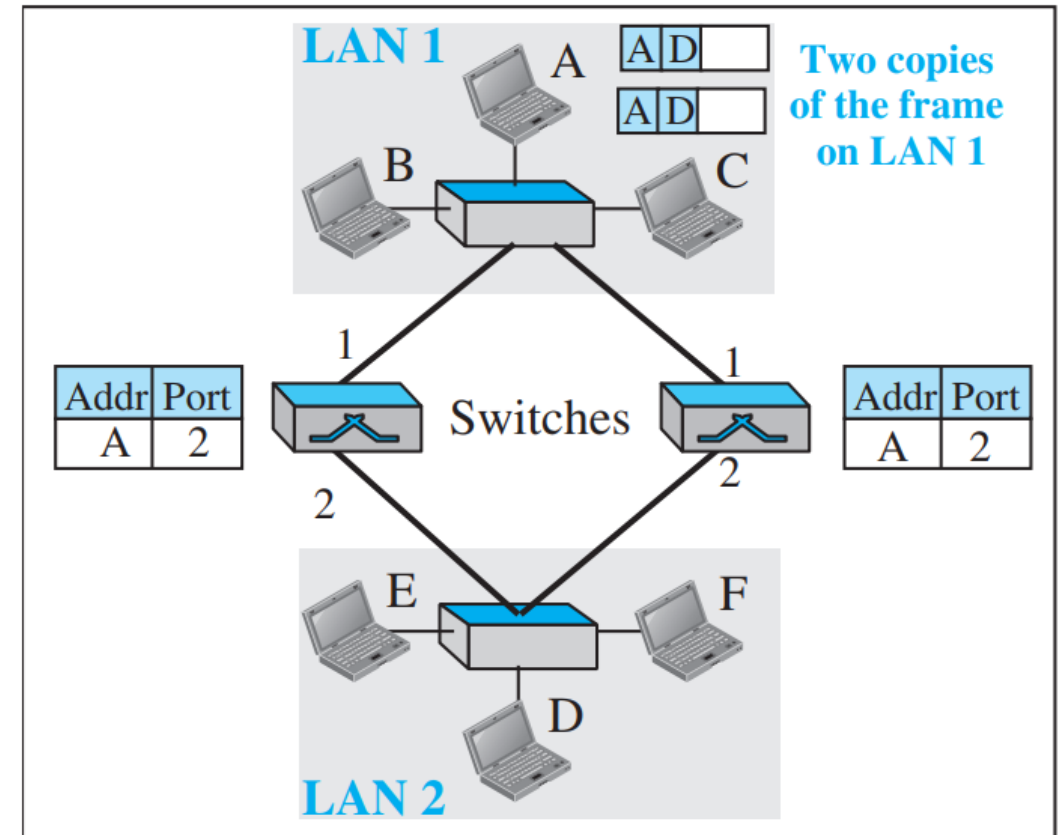 LAN 1
A
A D
A D
Two copies
of the frame
on LAN 1
B
C
1
1
Addr Port
A 2
Switches
Addr Port
A 2
2
2
E
F
D
LAN 2